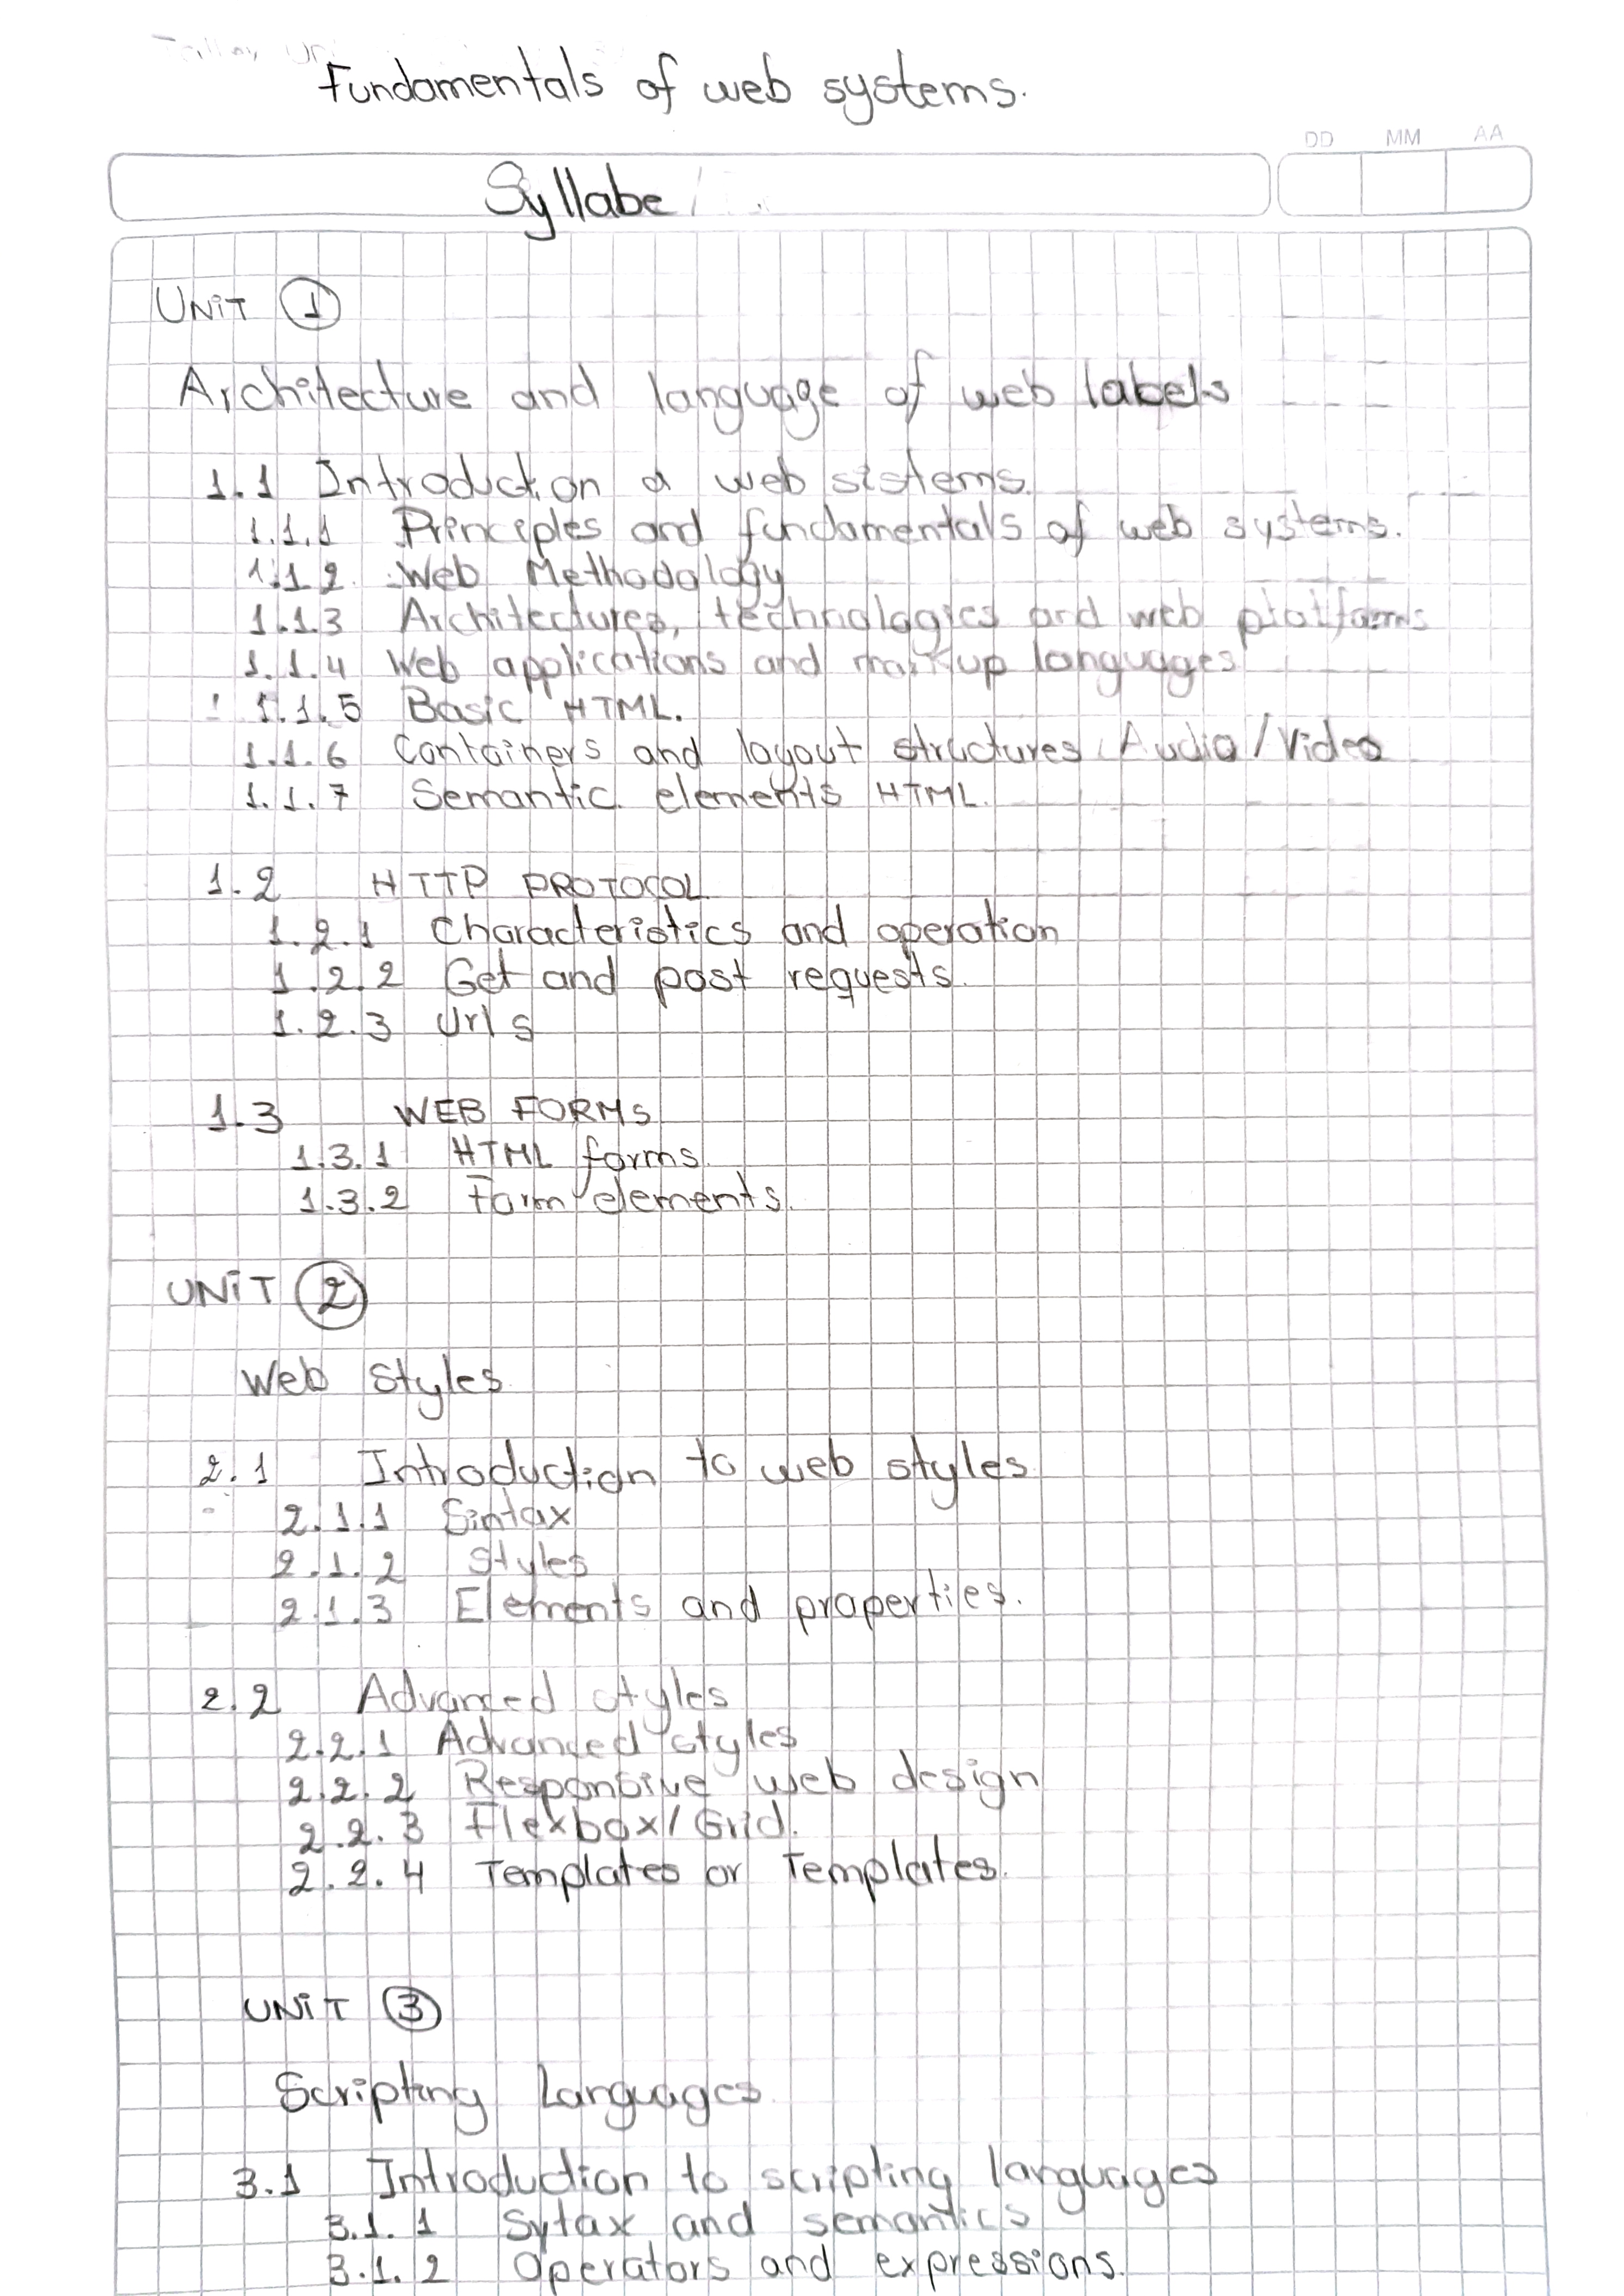 Fundamentals of web systems.
DD MM AA
Syllabe
UNIT 1
Architecture and language of web labels
1.1 Introduction a web sistems.
1.1.1 Principles and fundamentals of web systems.
1.1.2 Web Methodology
1.1.3 Architectures, technologies and web platforms
1.1.4 Web applications and markup languages
1.1.5 Basic HTML.
1.1.6 Containers and layout structures Audio/Video
1.1.7 Semantic elements HTML.
1.2 HTTP PROTOCOL
1.2.1 Characteristics and operation
1.2.2 Get and post requests.
1.2.3 Urls
1.3 WEB FORMS
1.3.1 HTML forms.
1.3.2 Form elements.
UNIT 2
Web Styles
2.1 Introduction to web styles.
2.1.1 Sintax
2.1.2 Styles
2.1.3 Elements and properties.
2.2 Advanced styles
2.2.1 Advanced styles
2.2.2 Responsive web design
2.2.3 Flexbox/Grid.
2.2.4 Templates or Templates.
UNIT 3
Scripting Languages.
3.1 Introduction to scripting languages
3.1.1 Sytax and semantics
3.1.2 Operators and expressions.